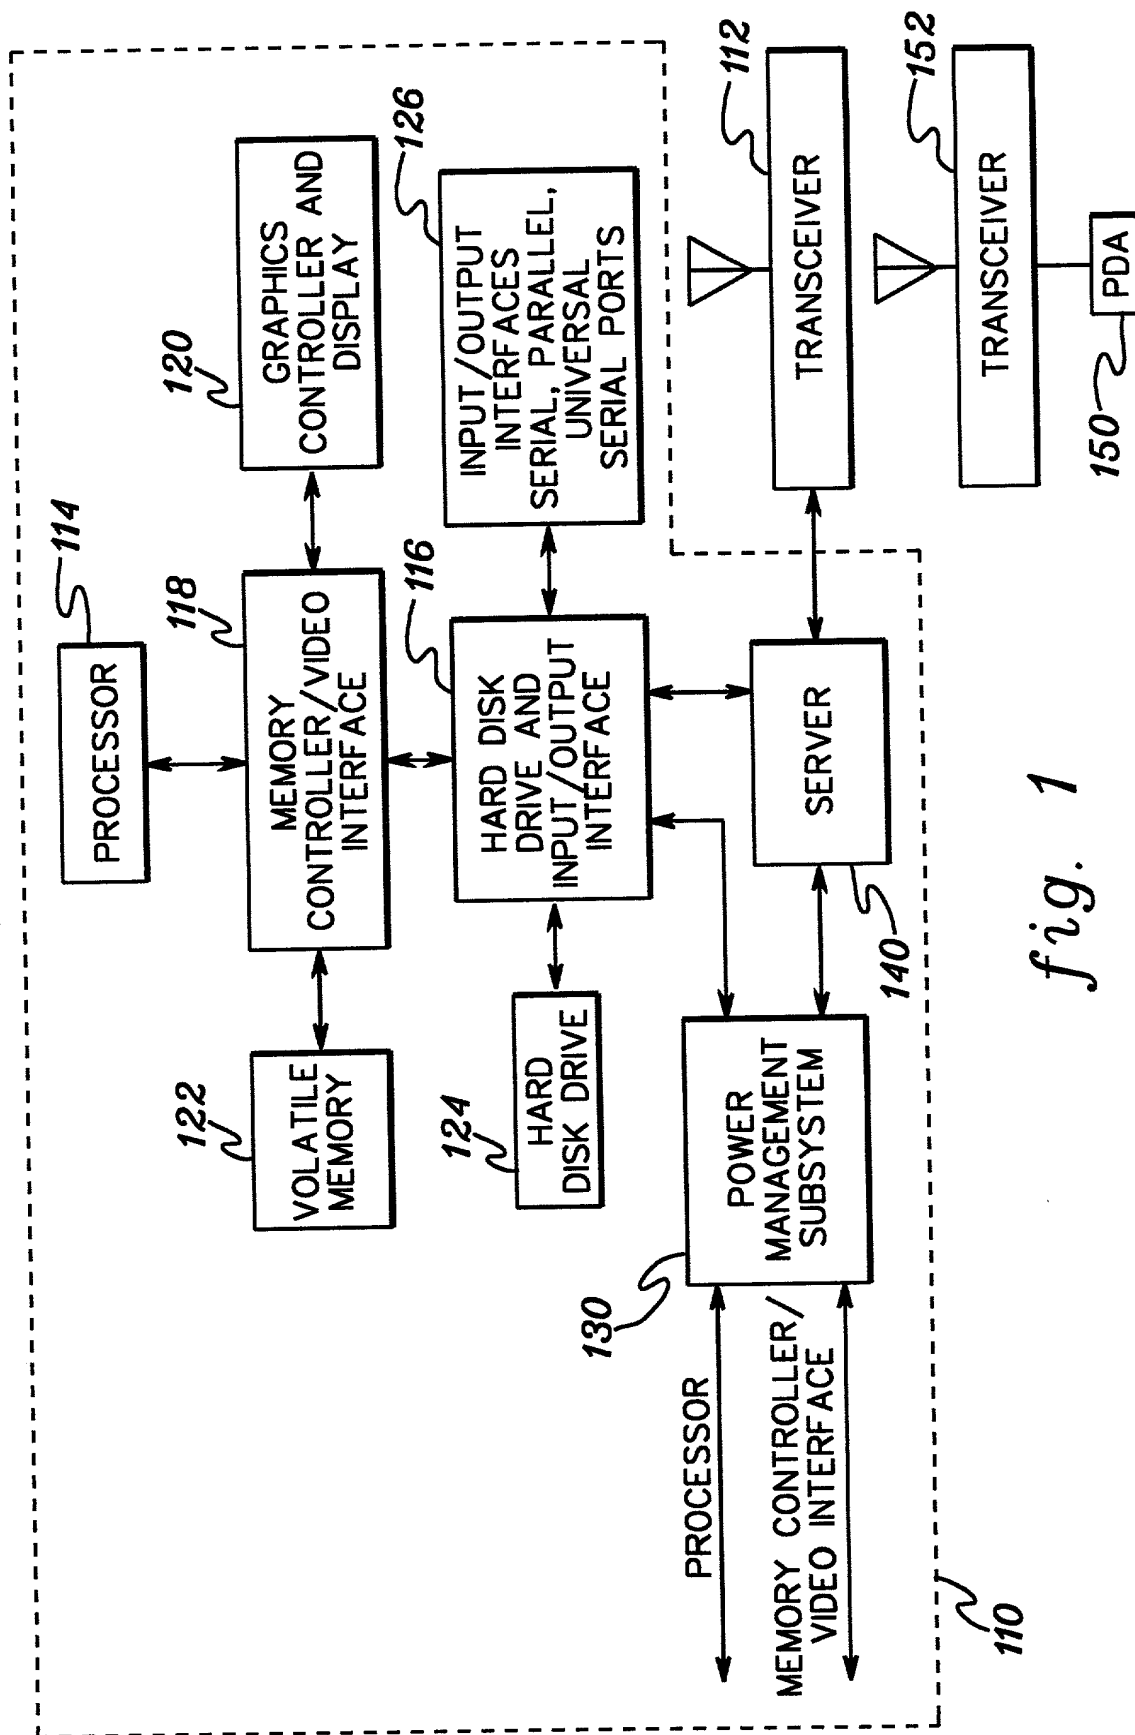 114
PROCESSOR
122
VOLATILE
MEMORY
118
MEMORY
CONTROLLER/VIDEO
INTERFACE
120
GRAPHICS
CONTROLLER AND
DISPLAY
124
HARD
DISK DRIVE
116
HARD DISK
DRIVE AND
INPUT/OUTPUT
INTERFACE
126
INPUT/OUTPUT
INTERFACES
SERIAL, PARALLEL,
UNIVERSAL
SERIAL PORTS
130
PROCESSOR
MEMORY CONTROLLER/
VIDEO INTERFACE
POWER
MANAGEMENT
SUBSYSTEM
140
SERVER
112
TRANSCEIVER
152
TRANSCEIVER
150
PDA
110
fig. 1